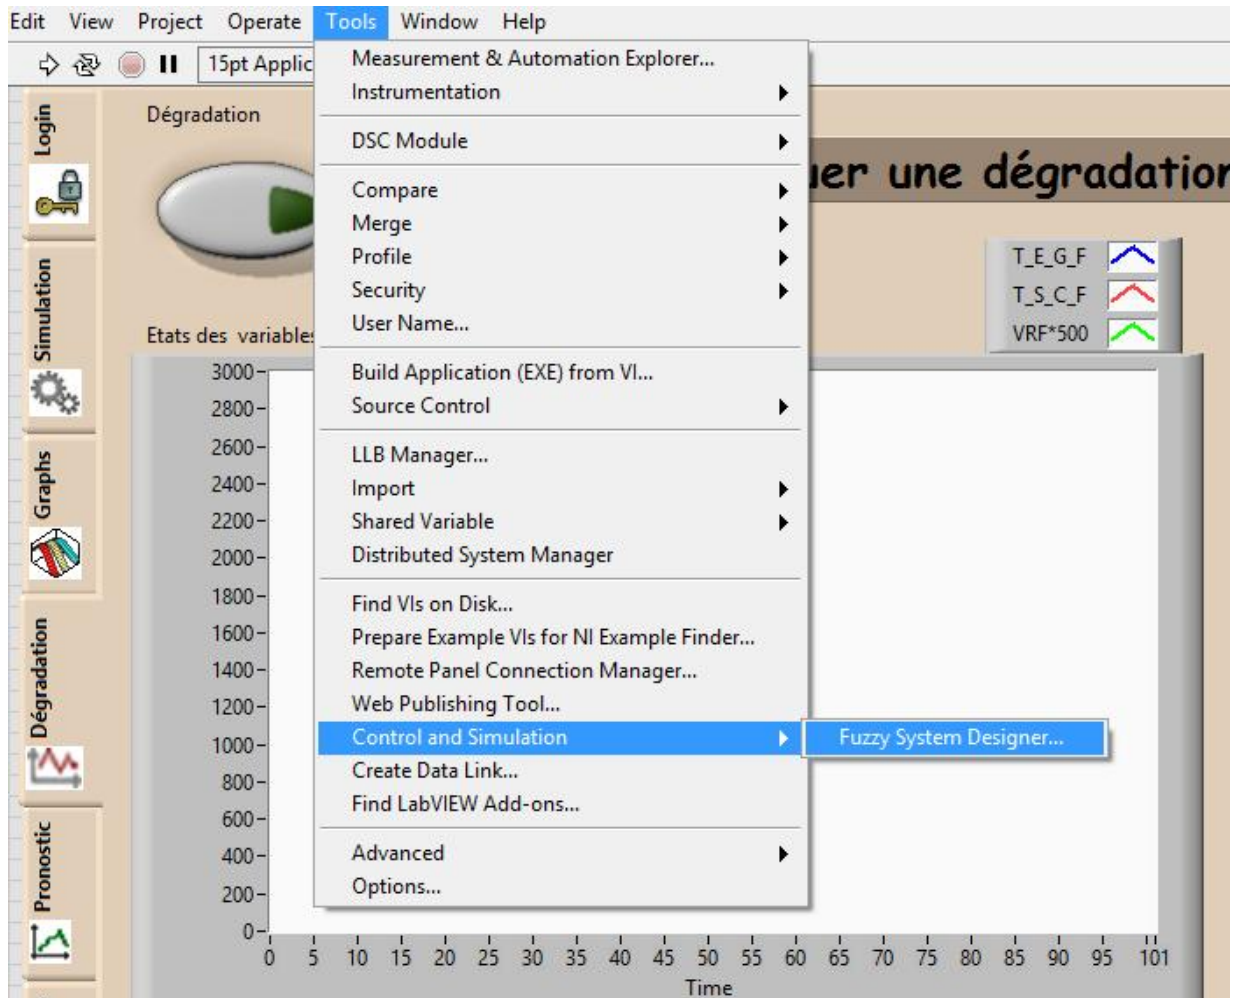 Edit View Project Operate Tools Window Help
15pt Applic
Login
Simulation
Graphs
Dégradation
Pronostic
Dégradation
uer une dégradation
Etats des variables
T_E_G_F
T_S_C_F
VRF*500
Measurement & Automation Explorer...
Instrumentation
DSC Module
Compare
Merge
Profile
Security
User Name...
Build Application (EXE) from VI...
Source Control
LLB Manager...
Import
Shared Variable
Distributed System Manager
Find VIs on Disk...
Prepare Example VIs for NI Example Finder...
Remote Panel Connection Manager...
Web Publishing Tool...
Control and Simulation
Fuzzy System Designer...
Create Data Link...
Find LabVIEW Add-ons...
Advanced
Options...
3000
2800
2600
2400
2200
2000
1800
1600
1400
1200
1000
800
600
400
200
0
0 5 10 15 20 25 30 35 40 45 50 55 60 65 70 75 80 85 90 95 101
Time